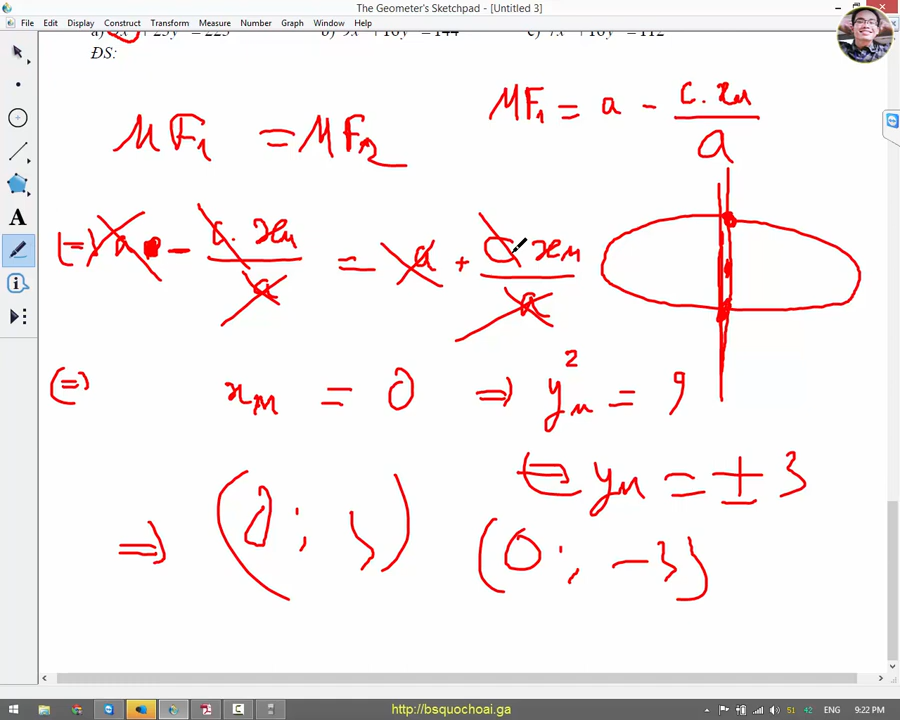 The Geometer's Sketchpad - [Untitled 3]
File Edit Display Construct Transform Measure Number Graph Window Help
ĐS:
MF₁ = MF₂
MF₁ = a - c.xₘ / a
a - c.xₘ / a = a + c xₘ / a
⇔ xₘ = 0 ⇒ yₘ² = 9
⇔ yₘ = ± 3
⇒ (0; 3) (0; -3)
http://bsquochoai.ga
51 42 ENG 9:22 PM